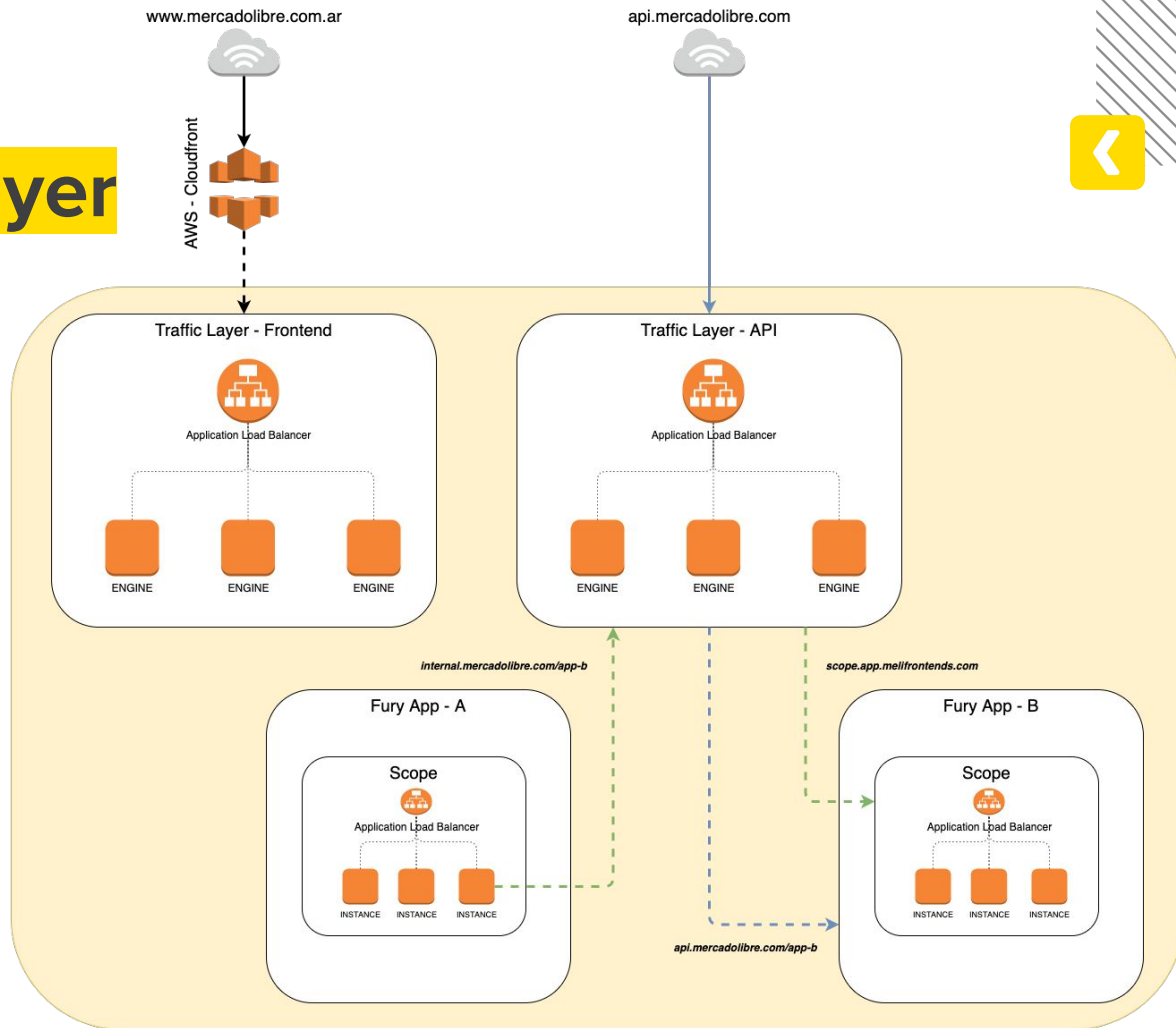 www.mercadolibre.com.ar
api.mercadolibre.com
AWS - Cloudfront
yer
Traffic Layer - Frontend
Application Load Balancer
ENGINE
ENGINE
ENGINE
Traffic Layer - API
Application Load Balancer
ENGINE
ENGINE
ENGINE
internal.mercadolibre.com/app-b
scope.app.melifrontends.com
Fury App - A
Scope
Application Load Balancer
INSTANCE
INSTANCE
INSTANCE
Fury App - B
Scope
Application Load Balancer
INSTANCE
INSTANCE
INSTANCE
api.mercadolibre.com/app-b